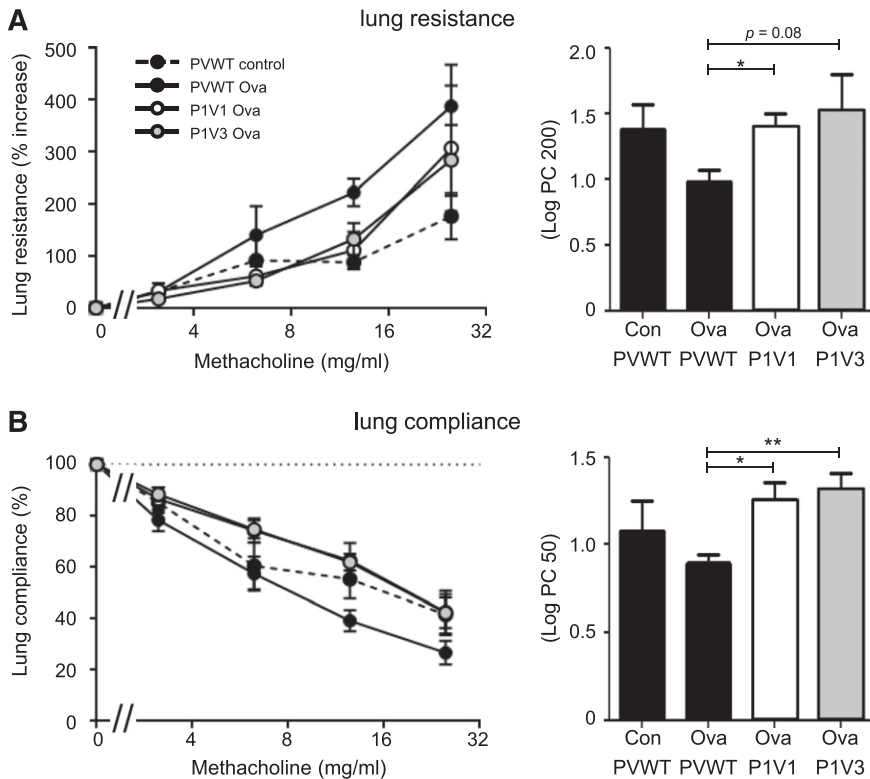 A
lung resistance
500
400
300
200
100
0
Lung resistance (% increase)
PVWT control
PVWT Ova
P1V1 Ova
P1V3 Ova
//
0 4 8 16 32
Methacholine (mg/ml)
p = 0.08
*
2.0
1.5
1.0
0.5
0
(Log PC 200)
Con Ova Ova Ova
PVWT PVWT P1V1 P1V3
B
lung compliance
100
80
60
40
20
0
Lung compliance (%)
//
//
0 4 8 16 32
Methacholine (mg/ml)
**
*
1.5
1.0
0.5
0
(Log PC 50)
Con Ova Ova Ova
PVWT PVWT P1V1 P1V3